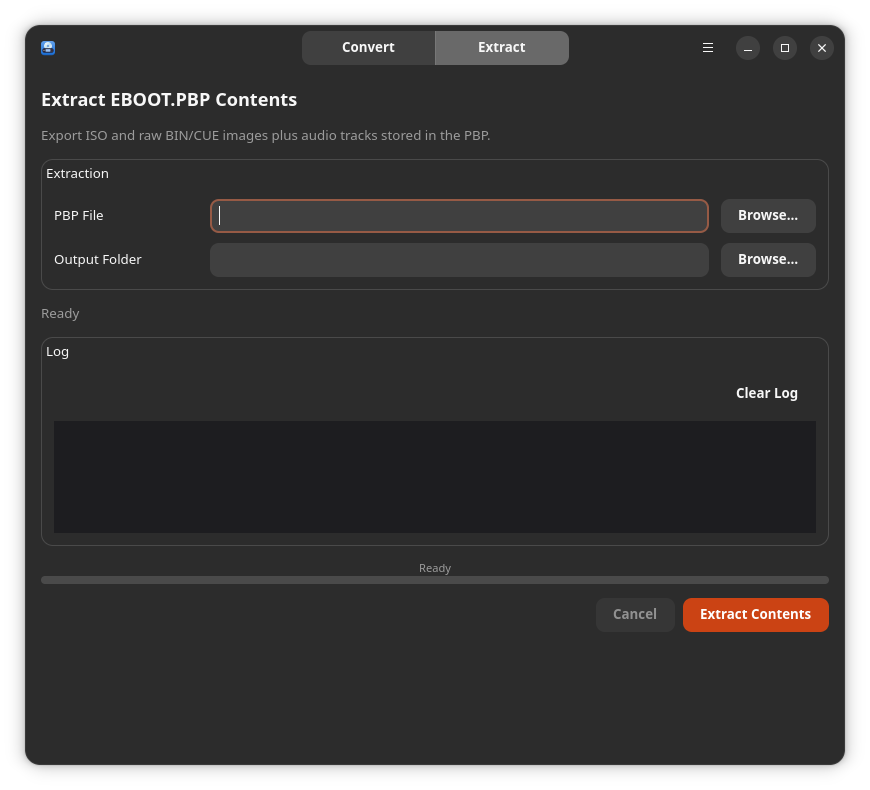 Convert
Extract
Extract EBOOT.PBP Contents
Export ISO and raw BIN/CUE images plus audio tracks stored in the PBP.
Extraction
PBP File
Browse...
Output Folder
Browse...
Ready
Log
Clear Log
Ready
Cancel
Extract Contents